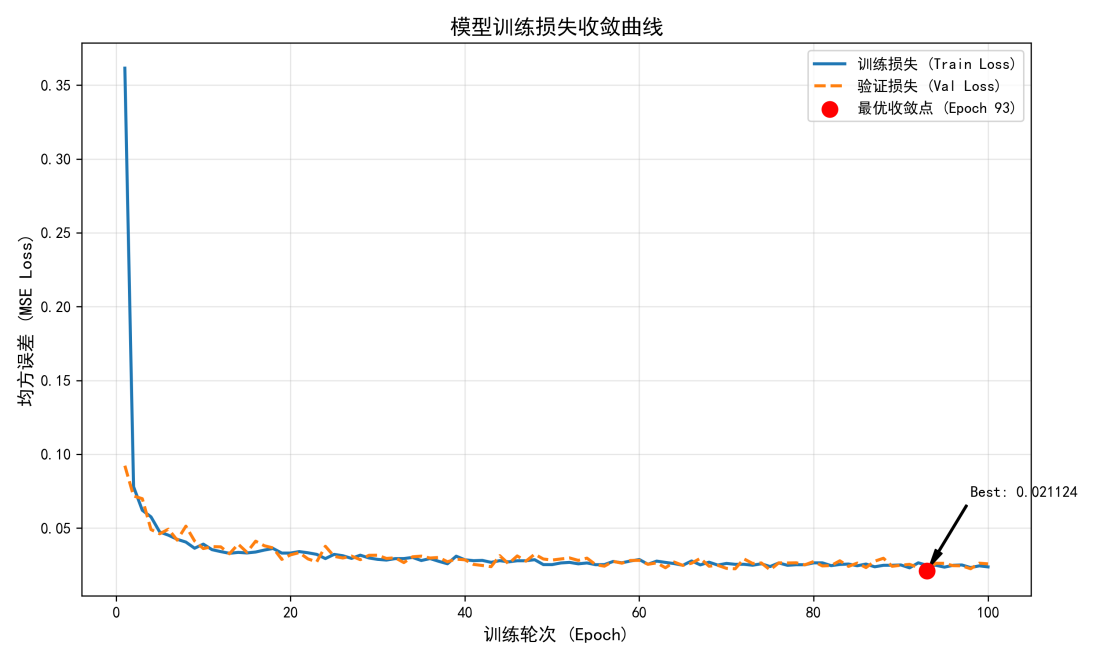 模型训练损失收敛曲线
训练损失 (Train Loss)
验证损失 (Val Loss)
最优收敛点 (Epoch 93)
均方误差 (MSE Loss)
0.35
0.30
0.25
0.20
0.15
0.10
0.05
Best: 0.021124
0 20 40 60 80 100
训练轮次 (Epoch)